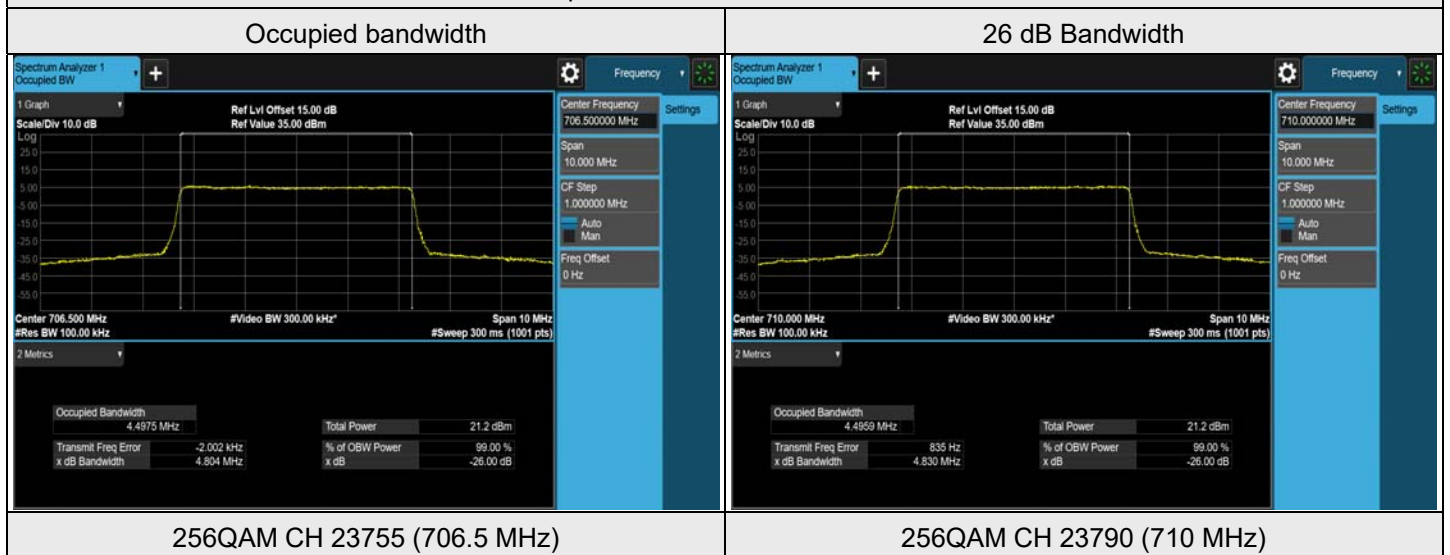 Occupied bandwidth
26 dB Bandwidth
Spectrum Analyzer 1
Occupied BW
+
Frequency
1 Graph
Ref Lvl Offset 15.00 dB
Scale/Div 10.0 dB
Ref Value 35.00 dBm
Log
25.0
15.0
5.00
-5.00
-15.0
-25.0
-35.0
-45.0
-55.0
Center 706.500 MHz
#Video BW 300.00 kHz*
Span 10 MHz
#Res BW 100.00 kHz
#Sweep 300 ms (1001 pts)
Center Frequency
706.500000 MHz
Settings
Span
10.000 MHz
CF Step
1.000000 MHz
Auto
Man
Freq Offset
0 Hz
2 Metrics
Occupied Bandwidth
4.4975 MHz
Total Power 21.2 dBm
Transmit Freq Error -2.002 kHz
% of OBW Power 99.00 %
x dB Bandwidth 4.804 MHz
x dB -26.00 dB
Spectrum Analyzer 1
Occupied BW
+
Frequency
1 Graph
Ref Lvl Offset 15.00 dB
Scale/Div 10.0 dB
Ref Value 35.00 dBm
Log
25.0
15.0
5.00
-5.00
-15.0
-25.0
-35.0
-45.0
-55.0
Center 710.000 MHz
#Video BW 300.00 kHz*
Span 10 MHz
#Res BW 100.00 kHz
#Sweep 300 ms (1001 pts)
Center Frequency
710.000000 MHz
Settings
Span
10.000 MHz
CF Step
1.000000 MHz
Auto
Man
Freq Offset
0 Hz
2 Metrics
Occupied Bandwidth
4.4959 MHz
Total Power 21.2 dBm
Transmit Freq Error 835 Hz
% of OBW Power 99.00 %
x dB Bandwidth 4.830 MHz
x dB -26.00 dB
256QAM CH 23755 (706.5 MHz)
256QAM CH 23790 (710 MHz)